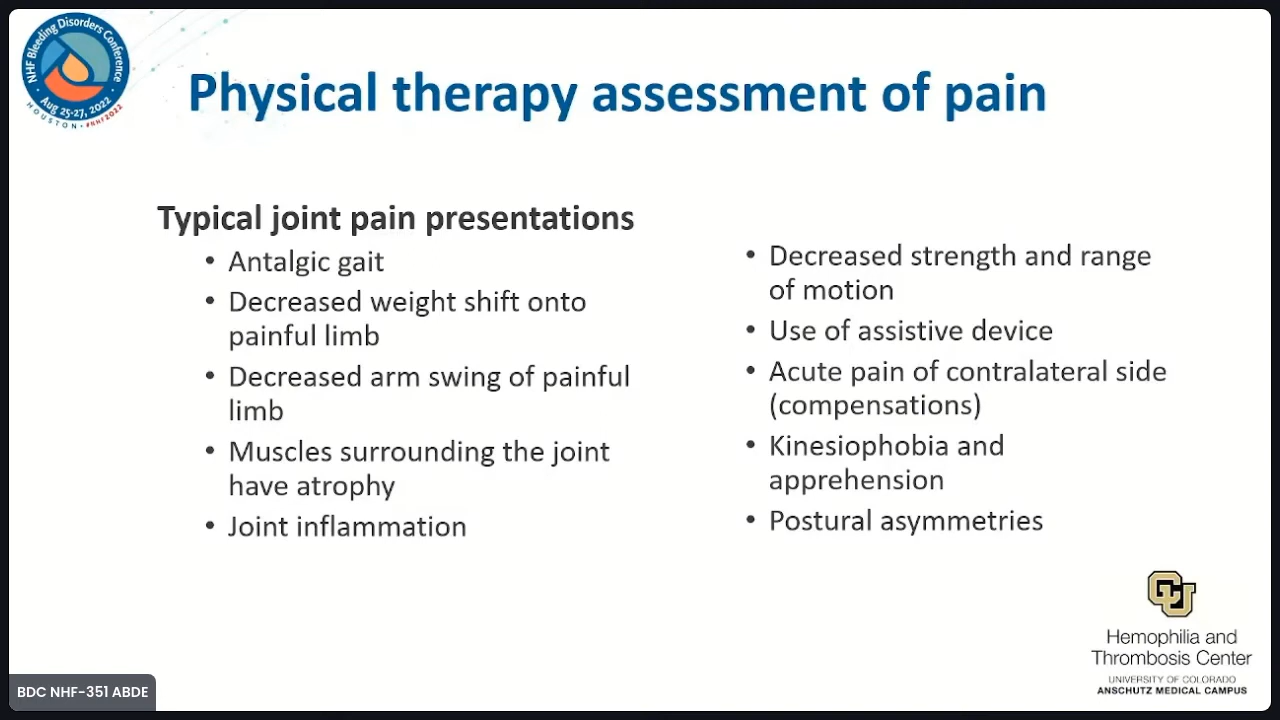 NHF Bleeding Disorders Conference
Aug 25-27, 2022
HOUSTON • #NHF2022
Physical therapy assessment of pain
Typical joint pain presentations
• Antalgic gait
• Decreased weight shift onto
painful limb
• Decreased arm swing of painful
limb
• Muscles surrounding the joint
have atrophy
• Joint inflammation
• Decreased strength and range
of motion
• Use of assistive device
• Acute pain of contralateral side
(compensations)
• Kinesiophobia and
apprehension
• Postural asymmetries
CU
Hemophilia and
Thrombosis Center
UNIVERSITY OF COLORADO
ANSCHUTZ MEDICAL CAMPUS
BDC NHF-351 ABDE